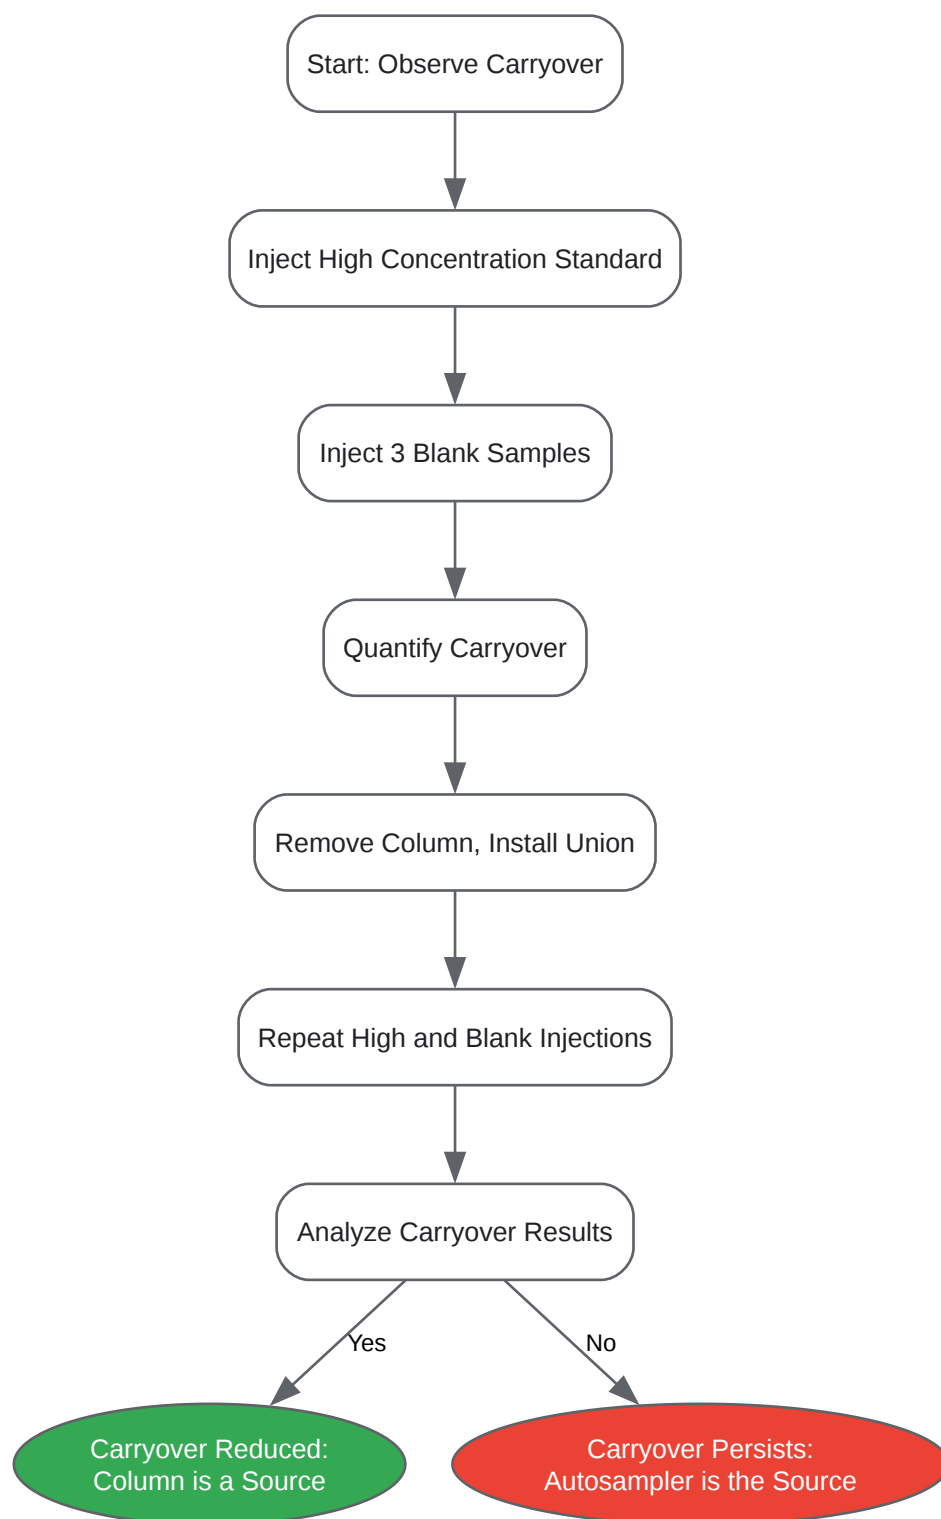 Start: Observe Carryover
Inject High Concentration Standard
Inject 3 Blank Samples
Quantify Carryover
Remove Column, Install Union
Repeat High and Blank Injections
Analyze Carryover Results
Yes
No
Carryover Reduced:
Column is a Source
Carryover Persists:
Autosampler is the Source